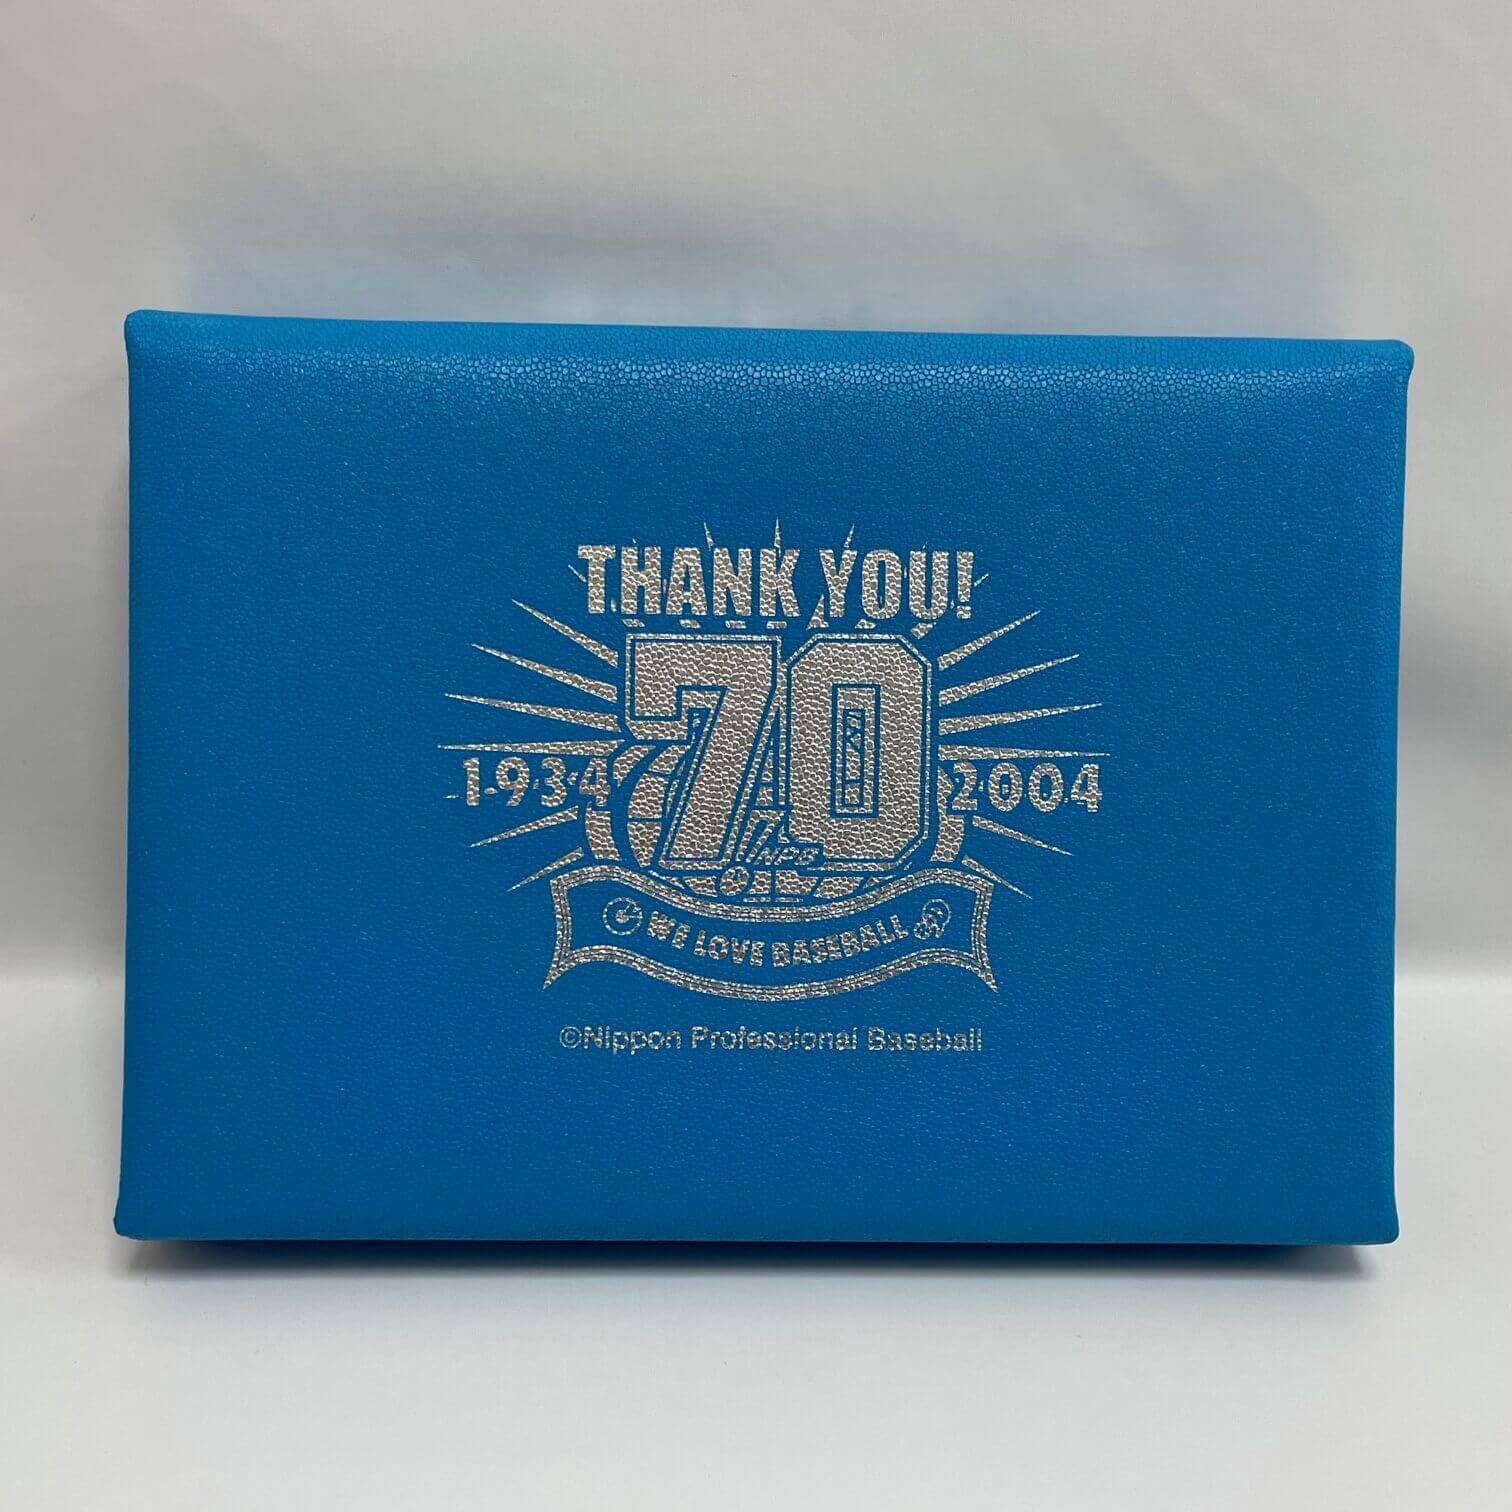 THANK YOU!
70
1934 2004
NPB
WE LOVE BASEBALL
©Nippon Professional Baseball